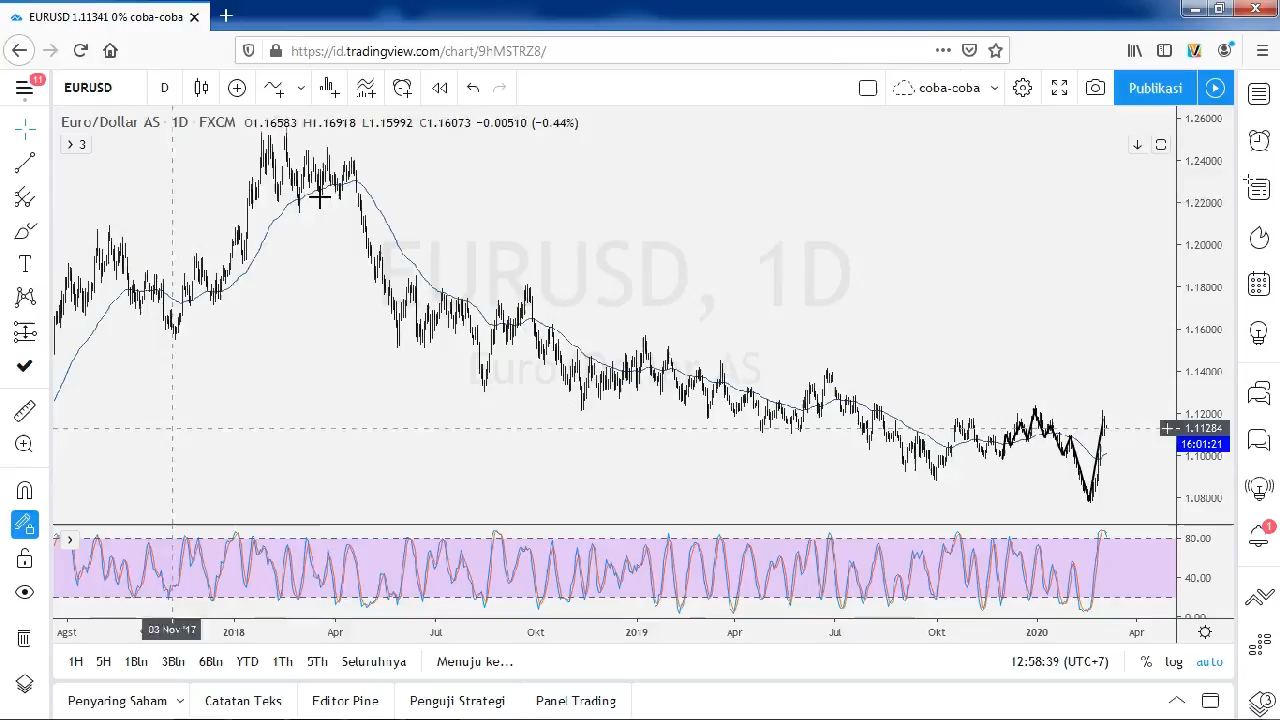 EURUSD 1.11341 0% coba-coba
https://id.tradingview.com/chart/9hMSTRZ8/
11
EURUSD
D
coba-coba
Publikasi
Euro/Dollar AS · 1D · FXCM O1.16583 H1.16918 L1.15992 C1.16073 −0.00510 (−0.44%)
3
EURUSD, 1D
Euro/Dollar AS
1.26000
1.24000
1.22000
1.20000
1.18000
1.16000
1.14000
1.12000
1.11284
16:01:21
1.10000
1.08000
80.00
40.00
0.00
1
Agst
03 Nov '17
2018
Apr
Jul
Okt
2019
Apr
Jul
Okt
2020
Apr
1H 5H 1Bln 3Bln 6Bln YTD 1Th 5Th Seluruhnya Menuju ke... 12:58:39 (UTC+7) % log auto
Penyaring Saham Catatan Teks Editor Pine Penguji Strategi Panel Trading